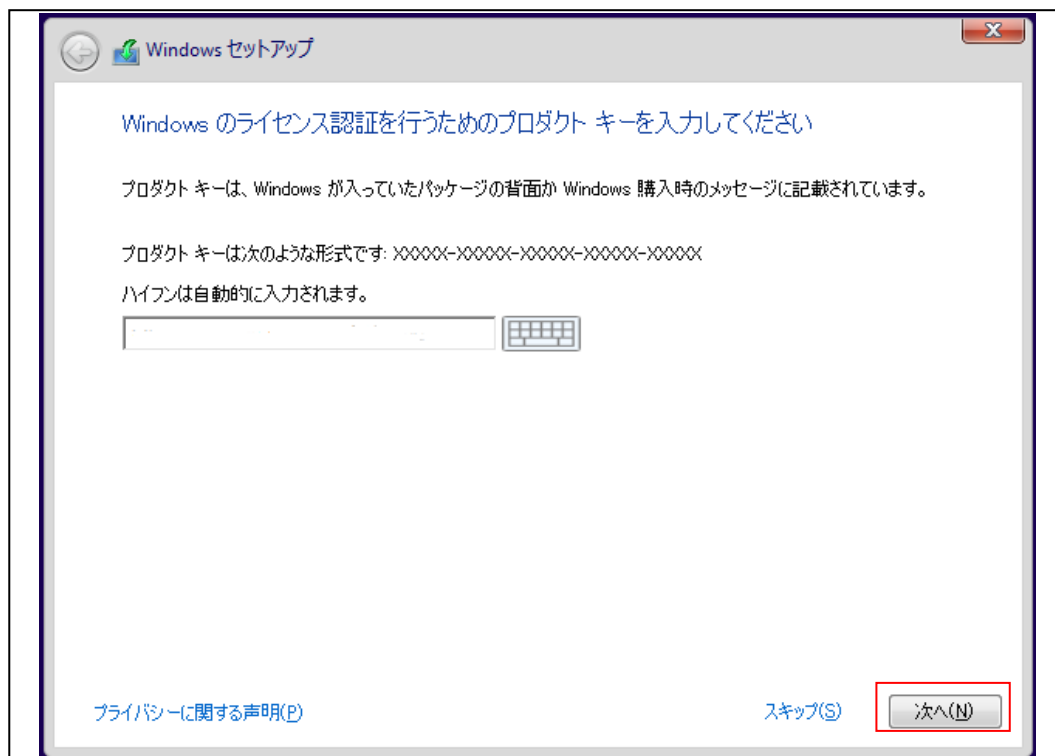 Windows セットアップ
Windows のライセンス認証を行うためのプロダクト キーを入力してください
プロダクト キーは、Windows が入っていたパッケージの背面か Windows 購入時のメッセージに記載されています。
プロダクト キーは次のような形式です: XXXXX-XXXXX-XXXXX-XXXXX-XXXXX
ハイフンは自動的に入力されます。
プライバシーに関する声明(P) スキップ(S) 次へ(N)